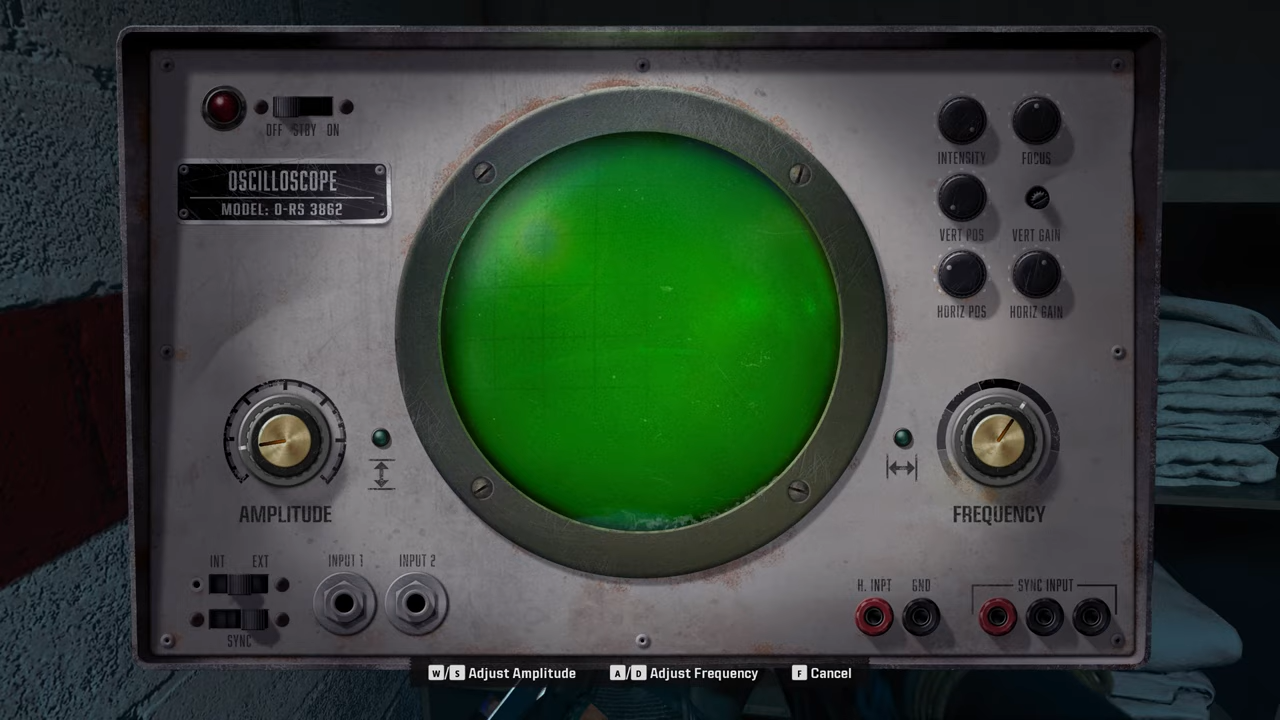 OFF STBY ON
OSCILLOSCOPE
MODEL: O-RS 3862
INTENSITY FOCUS
VERT POS VERT GAIN
HORIZ POS HORIZ GAIN
AMPLITUDE
FREQUENCY
INT EXT
INPUT 1 INPUT 2
SYNC
H. INPT GND
SYNC INPUT
W/S Adjust Amplitude A/D Adjust Frequency F Cancel